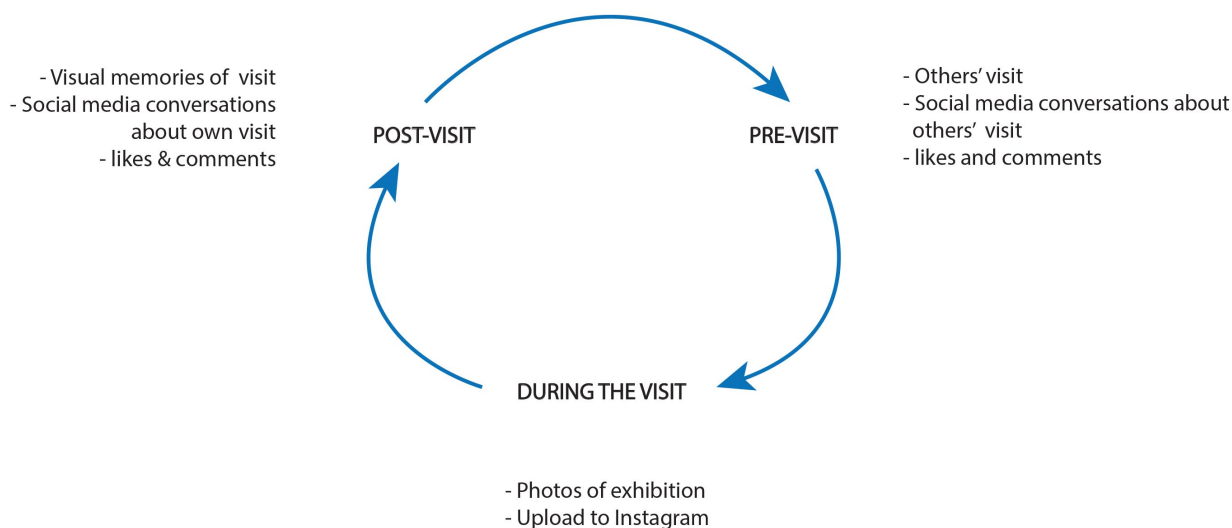 - Visual memories of visit
- Social media conversations
about own visit
- likes & comments
POST-VISIT
PRE-VISIT
- Others’ visit
- Social media conversations about
others’ visit
- likes and comments
DURING THE VISIT
- Photos of exhibition
- Upload to Instagram